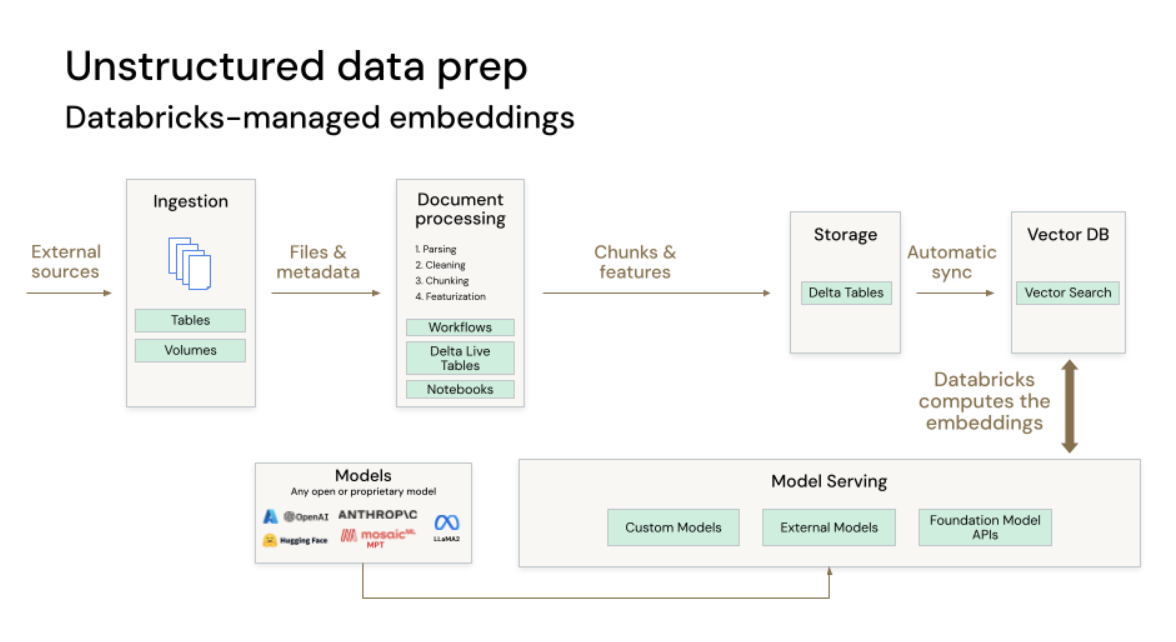 Unstructured data prep
Databricks-managed embeddings
External
sources
Ingestion
Tables
Volumes
Files &
metadata
Document
processing
1. Parsing
2. Cleaning
3. Chunking
4. Featurization
Workflows
Delta Live
Tables
Notebooks
Chunks &
features
Storage
Delta Tables
Automatic
sync
Vector DB
Vector Search
Databricks
computes the
embeddings
Models
Any open or proprietary model
OpenAI
ANTHROP\C
Hugging Face
mosaicML
MPT
LLaMA2
Model Serving
Custom Models
External Models
Foundation Model
APIs